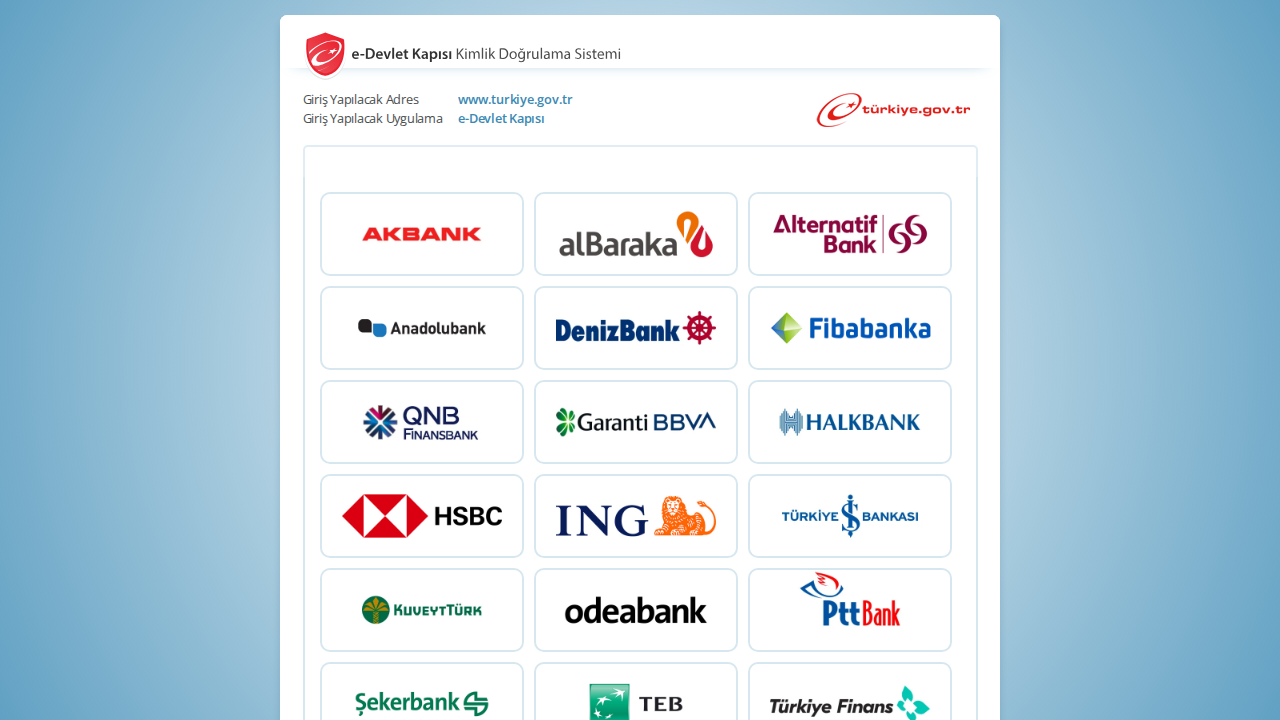 e-Devlet Kapısı Kimlik Doğrulama Sistemi
Giriş Yapılacak Adres www.turkiye.gov.tr
Giriş Yapılacak Uygulama e-Devlet Kapısı
türkiye.gov.tr
AKBANK
alBaraka
Alternatif
Bank
Anadolubank
DenizBank
Fibabanka
QNB
FINANSBANK
Garanti BBVA
HALKBANK
HSBC
ING
TÜRKİYE İŞ BANKASI
KUVEYTTÜRK
odeabank
PttBank
Şekerbank
TEB
Türkiye Finans